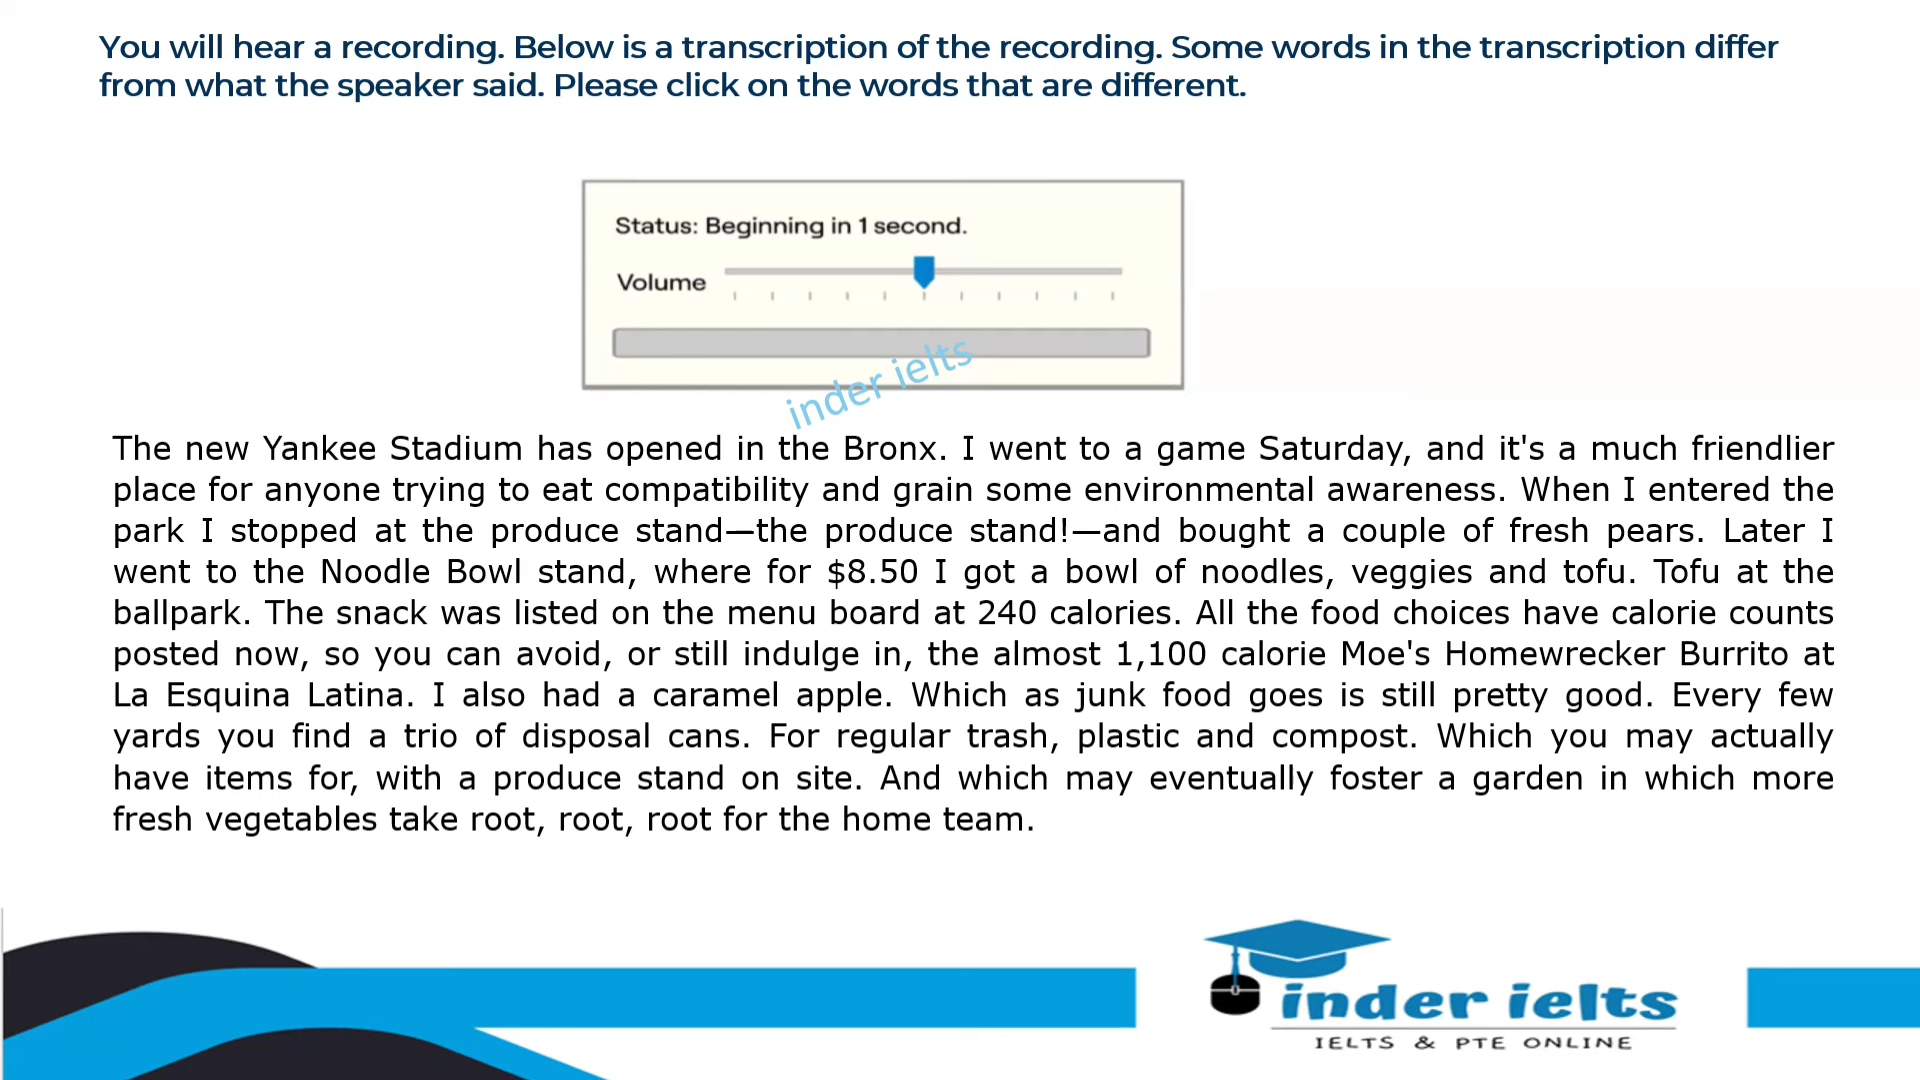 You will hear a recording. Below is a transcription of the recording. Some words in the transcription differ
from what the speaker said. Please click on the words that are different.
Status: Beginning in 1 second.
Volume
inder ielts
The new Yankee Stadium has opened in the Bronx. I went to a game Saturday, and it's a much friendlier
place for anyone trying to eat compatibility and grain some environmental awareness. When I entered the
park I stopped at the produce stand—the produce stand!—and bought a couple of fresh pears. Later I
went to the Noodle Bowl stand, where for $8.50 I got a bowl of noodles, veggies and tofu. Tofu at the
ballpark. The snack was listed on the menu board at 240 calories. All the food choices have calorie counts
posted now, so you can avoid, or still indulge in, the almost 1,100 calorie Moe's Homewrecker Burrito at
La Esquina Latina. I also had a caramel apple. Which as junk food goes is still pretty good. Every few
yards you find a trio of disposal cans. For regular trash, plastic and compost. Which you may actually
have items for, with a produce stand on site. And which may eventually foster a garden in which more
fresh vegetables take root, root, root for the home team.
inder ielts
IELTS & PTE ONLINE